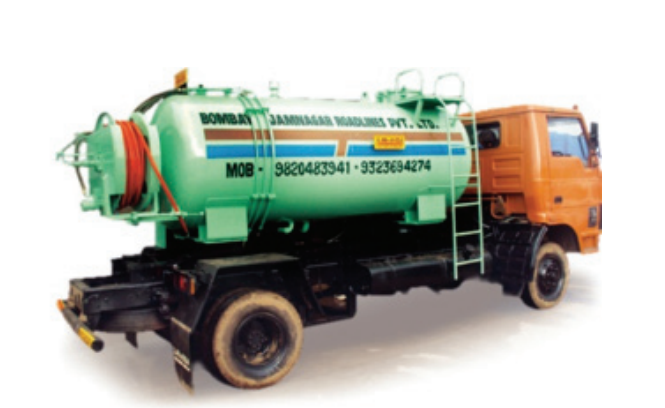 BOMBAY JAMNAGAR ROADLINES PVT. LTD.
MOB - 9820483941 - 9323694274